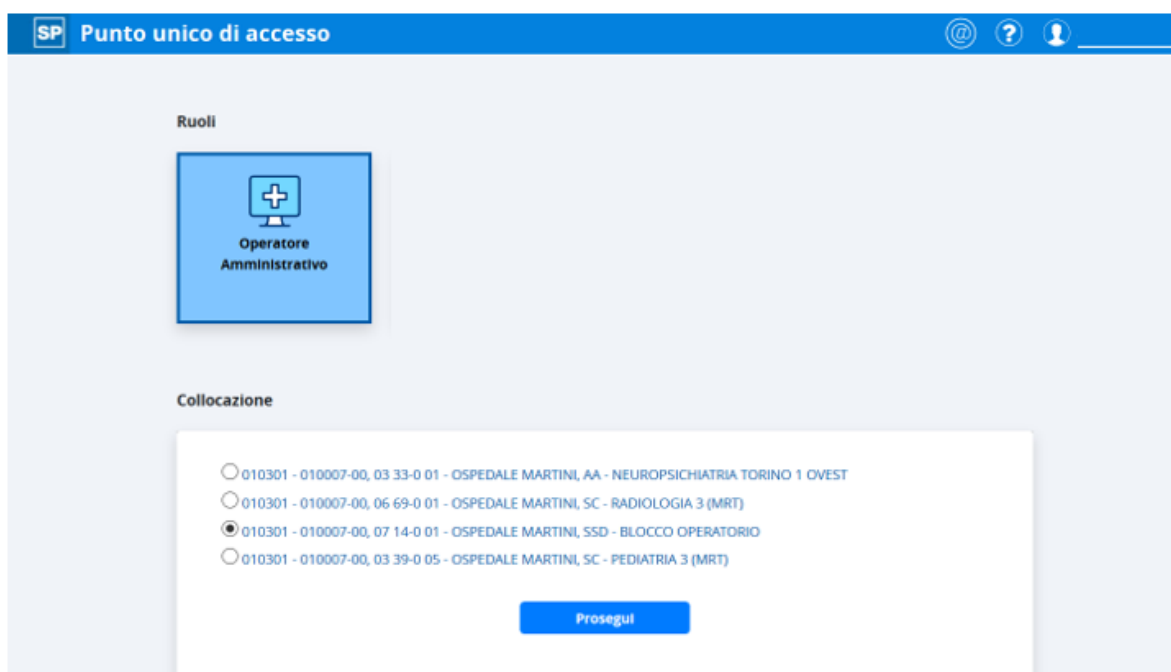 SP Punto unico di accesso @ ?
Ruoli
Operatore
Amministrativo
Collocazione
010301 - 010007-00, 03 33-0 01 - OSPEDALE MARTINI, AA - NEUROPSICHIATRIA TORINO 1 OVEST
010301 - 010007-00, 06 69-0 01 - OSPEDALE MARTINI, SC - RADIOLOGIA 3 (MRT)
010301 - 010007-00, 07 14-0 01 - OSPEDALE MARTINI, SSD - BLOCCO OPERATORIO
010301 - 010007-00, 03 39-0 05 - OSPEDALE MARTINI, SC - PEDIATRIA 3 (MRT)
Prosegui